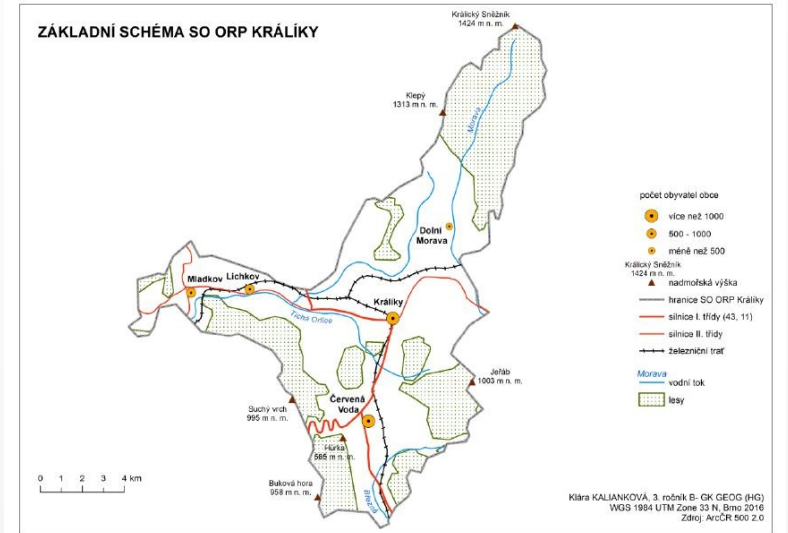 ZÁKLADNÍ SCHÉMA SO ORP KRÁLÍKY
Králický Sněžník
1424 m n. m.
Klepý
1313 m n. m.
Morava
Dolní
Morava
Mladkov
Lichkov
Tichá Orlice
Králíky
Jeřáb
1003 m n. m.
Červená
Voda
Suchý vrch
995 m n. m.
Hůrka
585 m n. m.
Buková hora
958 m n. m.
Březná
0 1 2 3 4 km
počet obyvatel obce
více než 1000
500 - 1000
méně než 500
Králický Sněžník
1424 m n. m.
nadmořská výška
hranice SO ORP Králíky
silnice I. třídy (43, 11)
silnice II. třídy
železniční trať
Morava
vodní tok
lesy
Klára KALIANKOVÁ, 3. ročník B- GK GEOG (HG)
WGS 1984 UTM Zone 33 N, Brno 2016
Zdroj: ArcČR 500 2.0